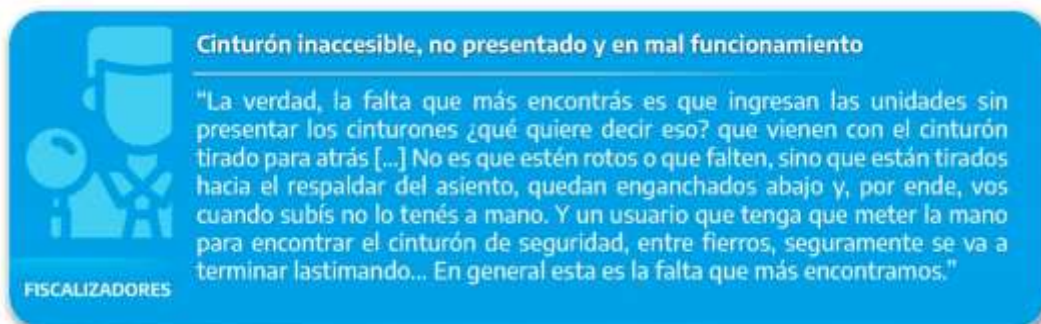 Cinturón inaccesible, no presentado y en mal funcionamiento
“La verdad, la falta que más encontrás es que ingresan las unidades sin
presentar los cinturones ¿qué quiere decir eso? que vienen con el cinturón
tirado para atrás [...] No es que estén rotos o que falten, sino que están tirados
hacia el respaldar del asiento, quedan enganchados abajo y, por ende, vos
cuando subís no lo tenés a mano. Y un usuario que tenga que meter la mano
para encontrar el cinturón de seguridad, entre fierros, seguramente se va a
terminar lastimando... En general esta es la falta que más encontramos.”
FISCALIZADORES